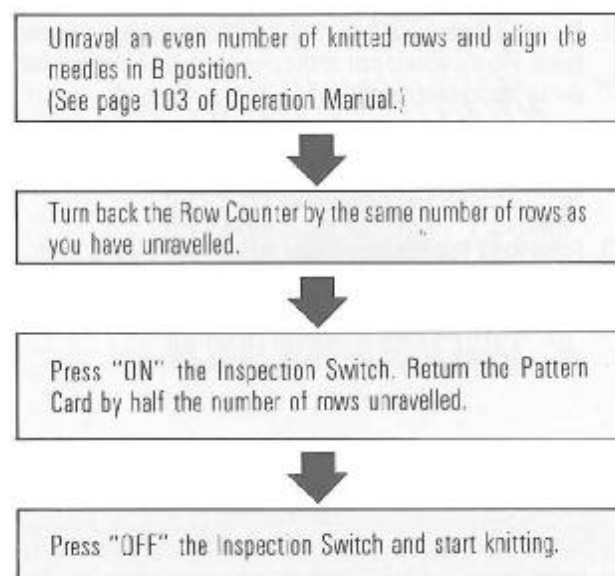 Unravel an even number of knitted rows and align the
needles in B position.
(See page 103 of Operation Manual.)
Turn back the Row Counter by the same number of rows as
you have unravelled.
Press "ON" the Inspection Switch. Return the Pattern
Card by half the number of rows unravelled.
Press "OFF" the Inspection Switch and start knitting.